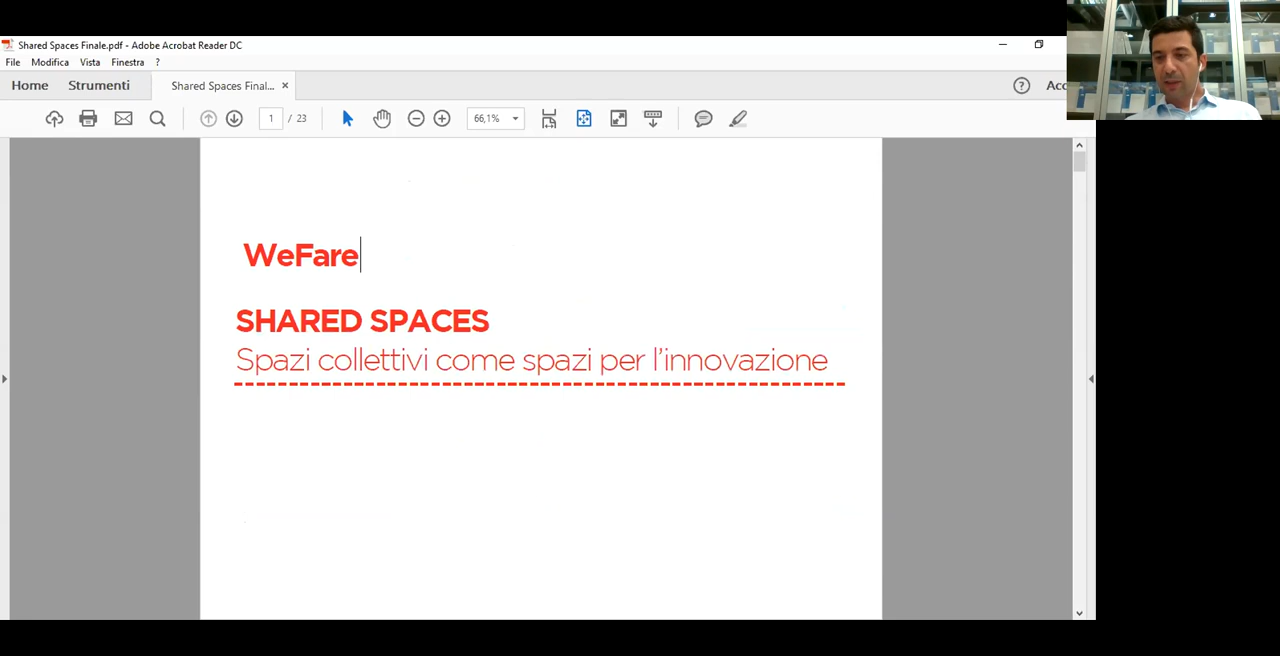 Shared Spaces Finale.pdf - Adobe Acrobat Reader DC
File Modifica Vista Finestra ?
Home Strumenti Shared Spaces Final... × ? Acc
1 / 23 66,1%
WeFare
SHARED SPACES
Spazi collettivi come spazi per l'innovazione